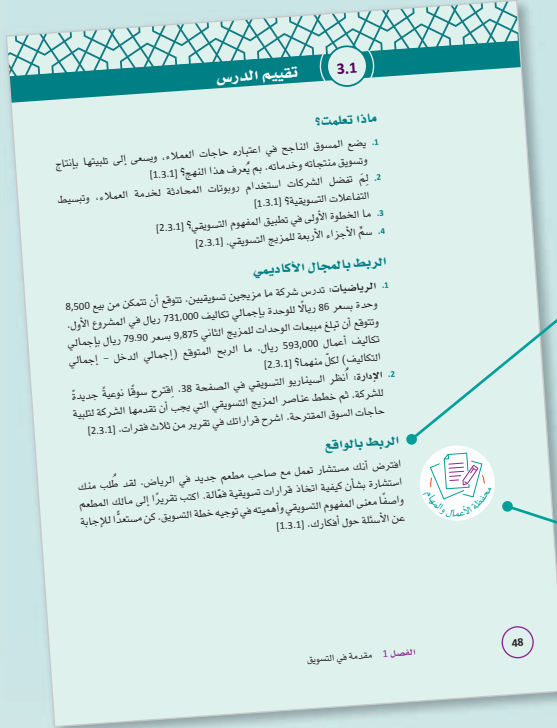 3.1 تقييم الدرس
ماذا تعلمت؟
1. يضع المسوق الناجح في اعتباره حاجات العملاء، ويسعى إلى تلبيتها بإنتاج
وتسويق منتجاته وخدماته. بم يُعرف هذا النهج؟ [1.3.1]
2. لِمَ تفضل الشركات استخدام روبوتات المحادثة لخدمة العملاء، وتبسيط
التفاعلات التسويقية؟ [1.3.1]
3. ما الخطوة الأولى في تطبيق المفهوم التسويقي؟ [2.3.1]
4. سمِّ الأجزاء الأربعة للمزيج التسويقي. [2.3.1]
الربط بالمجال الأكاديمي
1. الرياضيات: تدرس شركة ما مزيجين تسويقيين. تتوقع أن تتمكن من بيع 8,500
وحدة بسعر 86 ريالًا للوحدة بإجمالي تكاليف 731,000 ريال في المشروع الأول.
وتتوقع أن تبلغ مبيعات الوحدات للمزيج الثاني 9,875 بسعر 79.90 ريال بإجمالي
تكاليف أعمال 593,000 ريال. ما الربح المتوقع (إجمالي الدخل – إجمالي
التكاليف) لكلّ منهما؟ [2.3.1]
2. الإدارة: اُنظر السيناريو التسويقي في الصفحة 38. اِقترح سوقًا نوعيةً جديدةً
للشركة. ثم خطط عناصر المزيج التسويقي التي يجب أن تقدمها الشركة لتلبية
حاجات السوق المقترحة. اشرح قراراتك في تقرير من ثلاث فقرات. [2.3.1]
الربط بالواقع
افترض أنك مستشار تعمل مع صاحب مطعم جديد في الرياض. لقد طُلب منك
استشارة بشأن كيفية اتخاذ قرارات تسويقية فعّالة. اكتب تقريرًا إلى مالك المطعم
واصفًا معنى المفهوم التسويقي وأهميته في توجيه خطة التسويق. كن مستعدًّا للإجابة
عن الأسئلة حول أفكارك. [1.3.1]
محفظة الأعمال والمهام
الفصل 1 مقدمة في التسويق
48